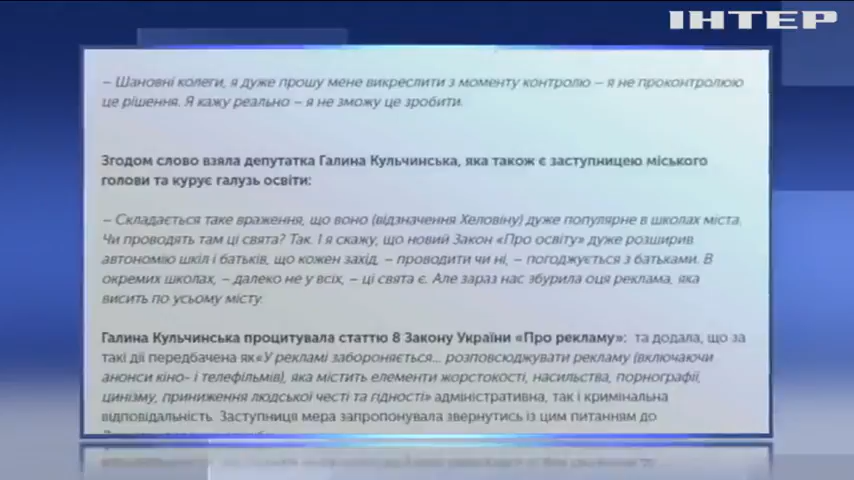 ІНТЕР
– Шановні колеги, я дуже прошу мене викреслити з моменту контролю – я не проконтролюю
це рішення. Я кажу реально – я не зможу це зробити.
Згодом слово взяла депутатка Галина Кульчинська, яка також є заступницею міського
голови та курує галузь освіти:
– Складається таке враження, що воно (відзначення Хеловіну) дуже популярне в школах міста.
Чи проводять там ці свята? Так. І я скажу, що новий Закон «Про освіту» дуже розширив
автономію шкіл і батьків, що кожен захід, – проводити чи ні, – погоджується з батьками. В
окремих школах, – далеко не у всіх, – ці свята є. Але зараз нас збурила оця реклама, яка
висить по усьому місту.
Галина Кульчинська процитувала статтю 8 Закону України «Про рекламу»: та додала, що за
такі дії передбачена як«У рекламі забороняється... розповсюджувати рекламу (включаючи
анонси кіно- і телефільмів), яка містить елементи жорстокості, насильства, порнографії,
цинізму, приниження людської честі та гідності» адміністративна, так і кримінальна
відповідальність. Заступниця мера запропонувала звернутись із цим питанням до